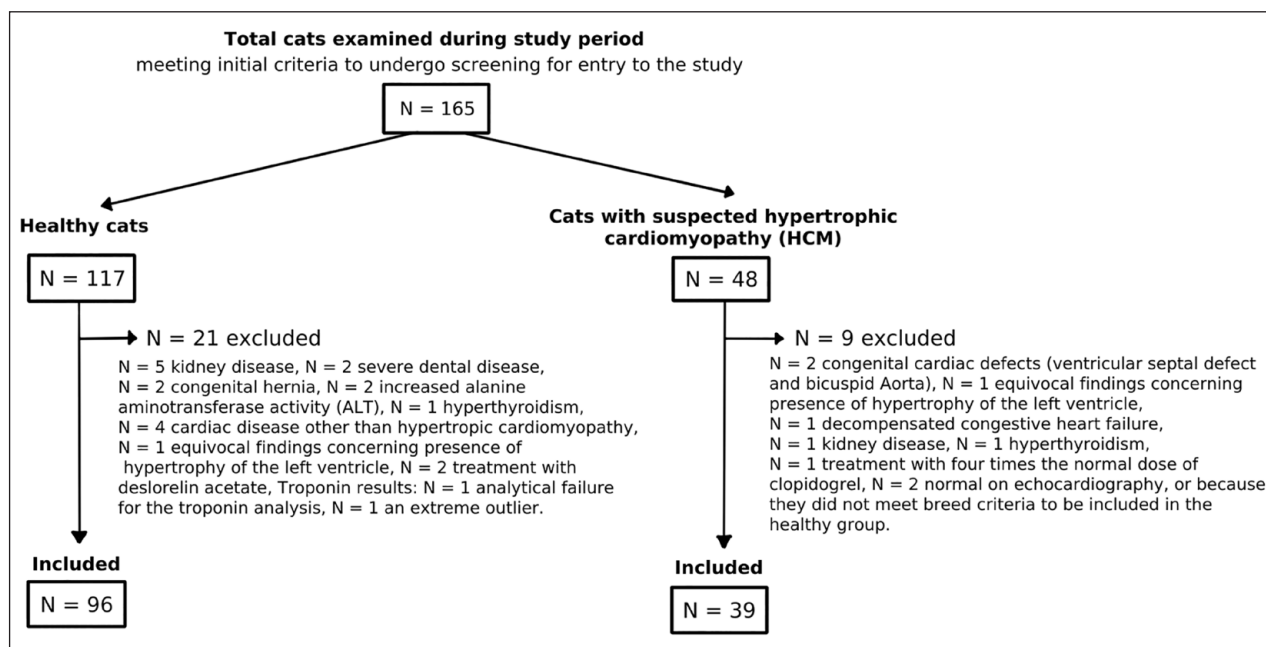 Total cats examined during study period
meeting initial criteria to undergo screening for entry to the study
N = 165
Healthy cats
N = 117
N = 21 excluded
N = 5 kidney disease, N = 2 severe dental disease,
N = 2 congenital hernia, N = 2 increased alanine
aminotransferase activity (ALT), N = 1 hyperthyroidism,
N = 4 cardiac disease other than hypertropic cardiomyopathy,
N = 1 equivocal findings concerning presence of
hypertrophy of the left ventricle, N = 2 treatment with
deslorelin acetate, Troponin results: N = 1 analytical failure
for the troponin analysis, N = 1 an extreme outlier.
Included
N = 96
Cats with suspected hypertrophic
cardiomyopathy (HCM)
N = 48
N = 9 excluded
N = 2 congenital cardiac defects (ventricular septal defect
and bicuspid Aorta), N = 1 equivocal findings concerning
presence of hypertrophy of the left ventricle,
N = 1 decompensated congestive heart failure,
N = 1 kidney disease, N = 1 hyperthyroidism,
N = 1 treatment with four times the normal dose of
clopidogrel, N = 2 normal on echocardiography, or because
they did not meet breed criteria to be included in the
healthy group.
Included
N = 39